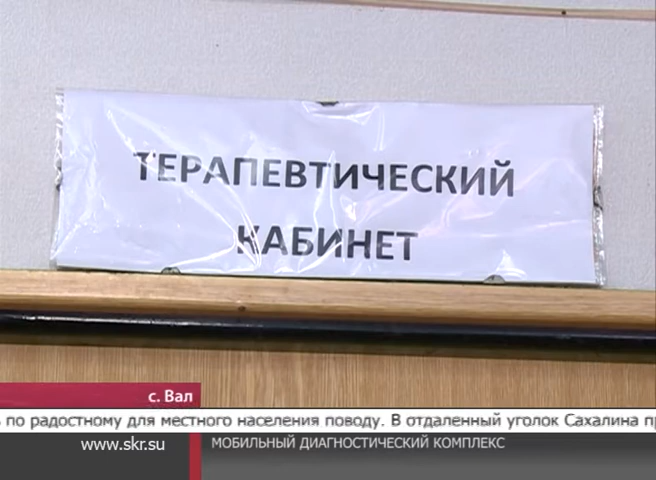 ТЕРАПЕВТИЧЕСКИЙ
КАБИНЕТ
с. Вал
по радостному для местного населения поводу. В отдаленный уголок Сахалина
www.skr.su
МОБИЛЬНЫЙ ДИАГНОСТИЧЕСКИЙ КОМПЛЕКС